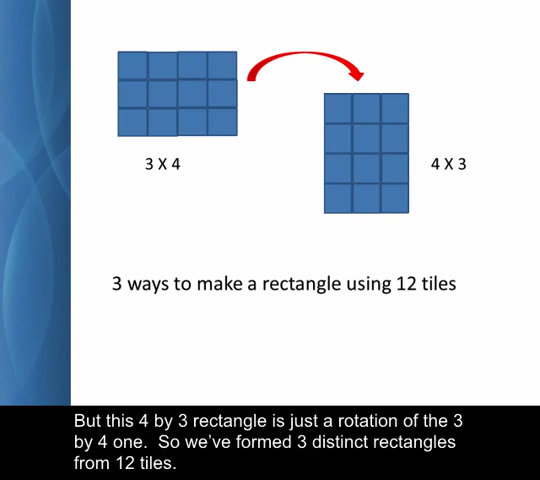 3 X 4
4 X 3
3 ways to make a rectangle using 12 tiles
But this 4 by 3 rectangle is just a rotation of the 3
by 4 one.  So we’ve formed 3 distinct rectangles
from 12 tiles.